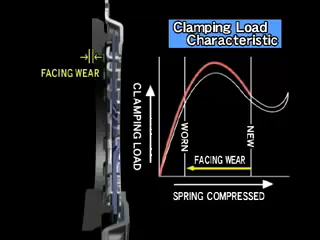 Clamping Load
Characteristic
FACING WEAR
CLAMPING LOAD
WORN
NEW
FACING WEAR
SPRING COMPRESSED